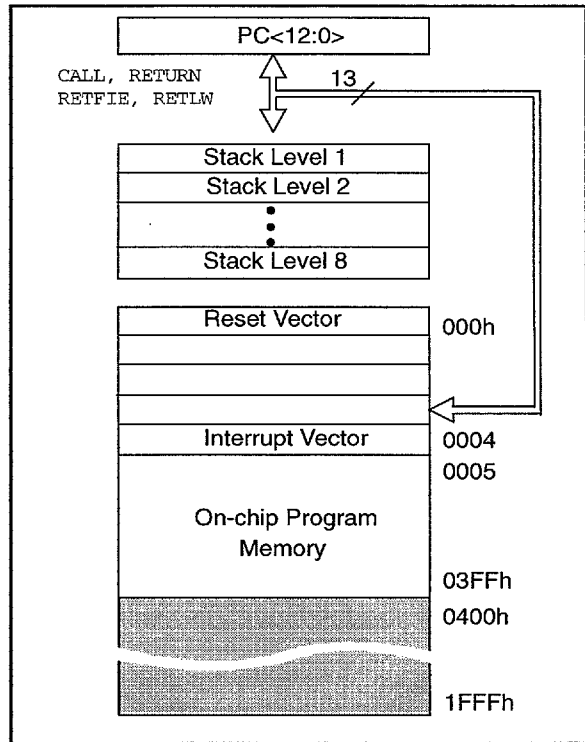 PC<12:0>
CALL, RETURN
RETFIE, RETLW
13
Stack Level 1
Stack Level 2
Stack Level 8
Reset Vector
000h
Interrupt Vector
0004
0005
On-chip Program
Memory
03FFh
0400h
1FFFh